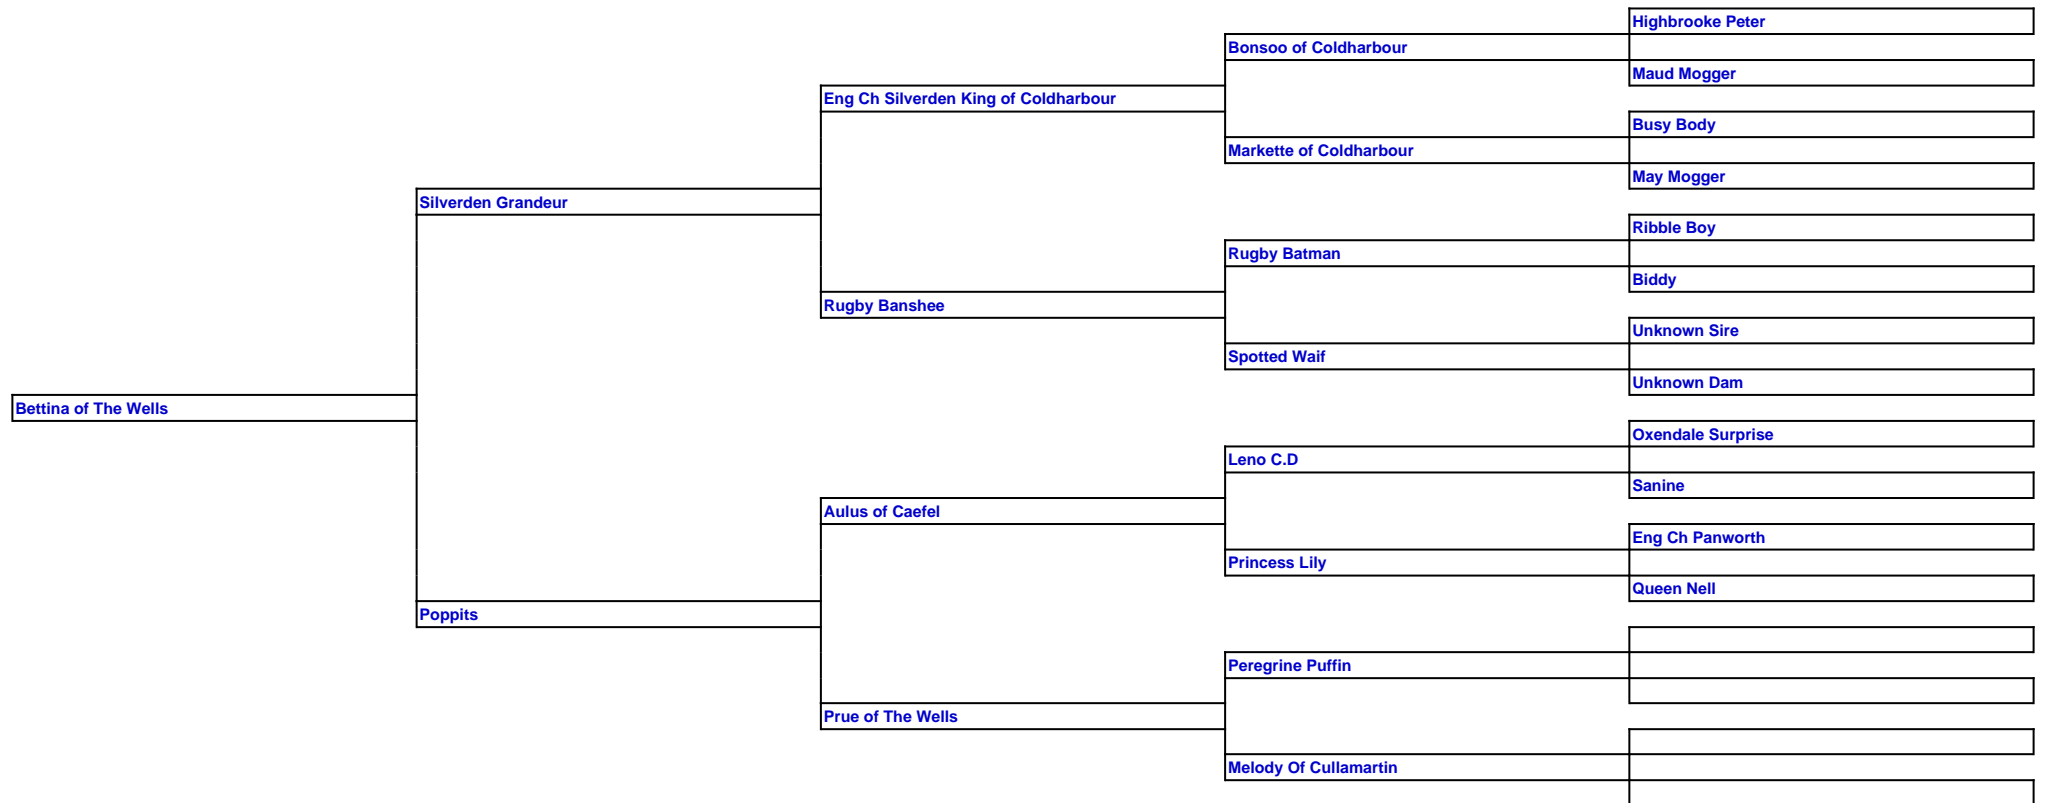 Highbrooke Peter
Bonsoo of Coldharbour
Maud Mogger
Eng Ch Silverden King of Coldharbour
Busy Body
Markette of Coldharbour
May Mogger
Silverden Grandeur
Ribble Boy
Rugby Batman
Biddy
Rugby Banshee
Unknown Sire
Spotted Waif
Unknown Dam
Bettina of The Wells
Oxendale Surprise
Leno C.D
Sanine
Aulus of Caefel
Eng Ch Panworth
Princess Lily
Queen Nell
Poppits
Peregrine Puffin
Prue of The Wells
Melody Of Cullamartin